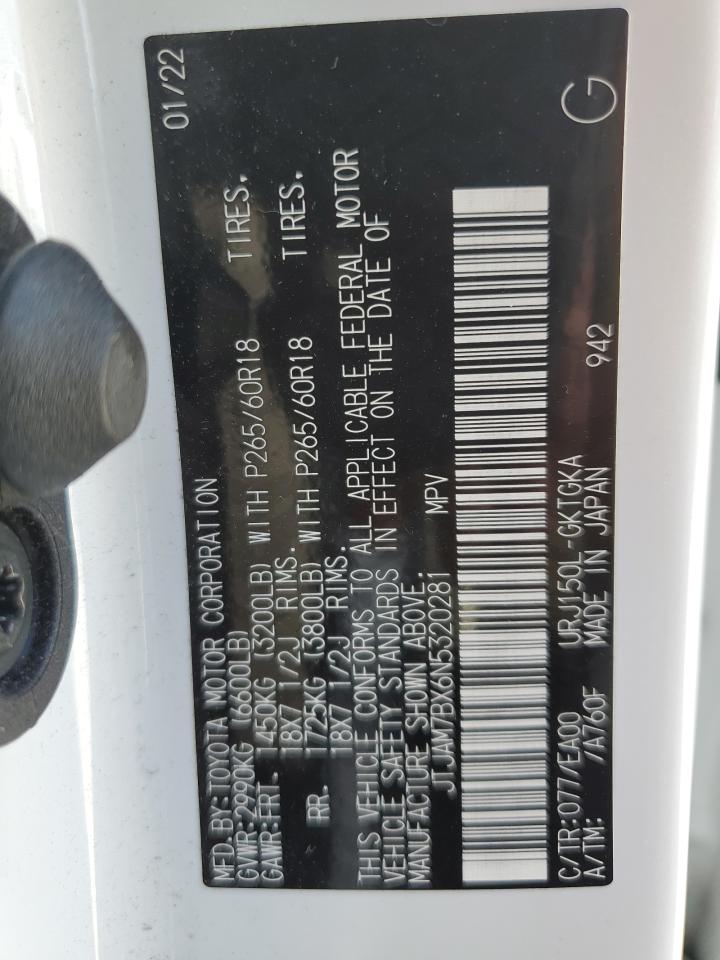 MFD.BY:TOYOTA MOTOR CORPORATION 01/22
GVWR:2990KG (6600LB)
GAWR:FRT. 1450KG (3200LB) WITH P265/60R18 TIRES,
18X7 1/2J RIMS.
RR. 1725KG (3800LB) WITH P265/60R18 TIRES,
18X7 1/2J RIMS.
THIS VEHICLE CONFORMS TO ALL APPLICABLE FEDERAL MOTOR
VEHICLE SAFETY STANDARDS IN EFFECT ON THE DATE OF
MANUFACTURE SHOWN ABOVE.
JTJAM7BX6N5320281 MPV
C/TR:077/EA00 URJ150L-GKTGKA 942 G
A/TM: /A760F MADE IN JAPAN